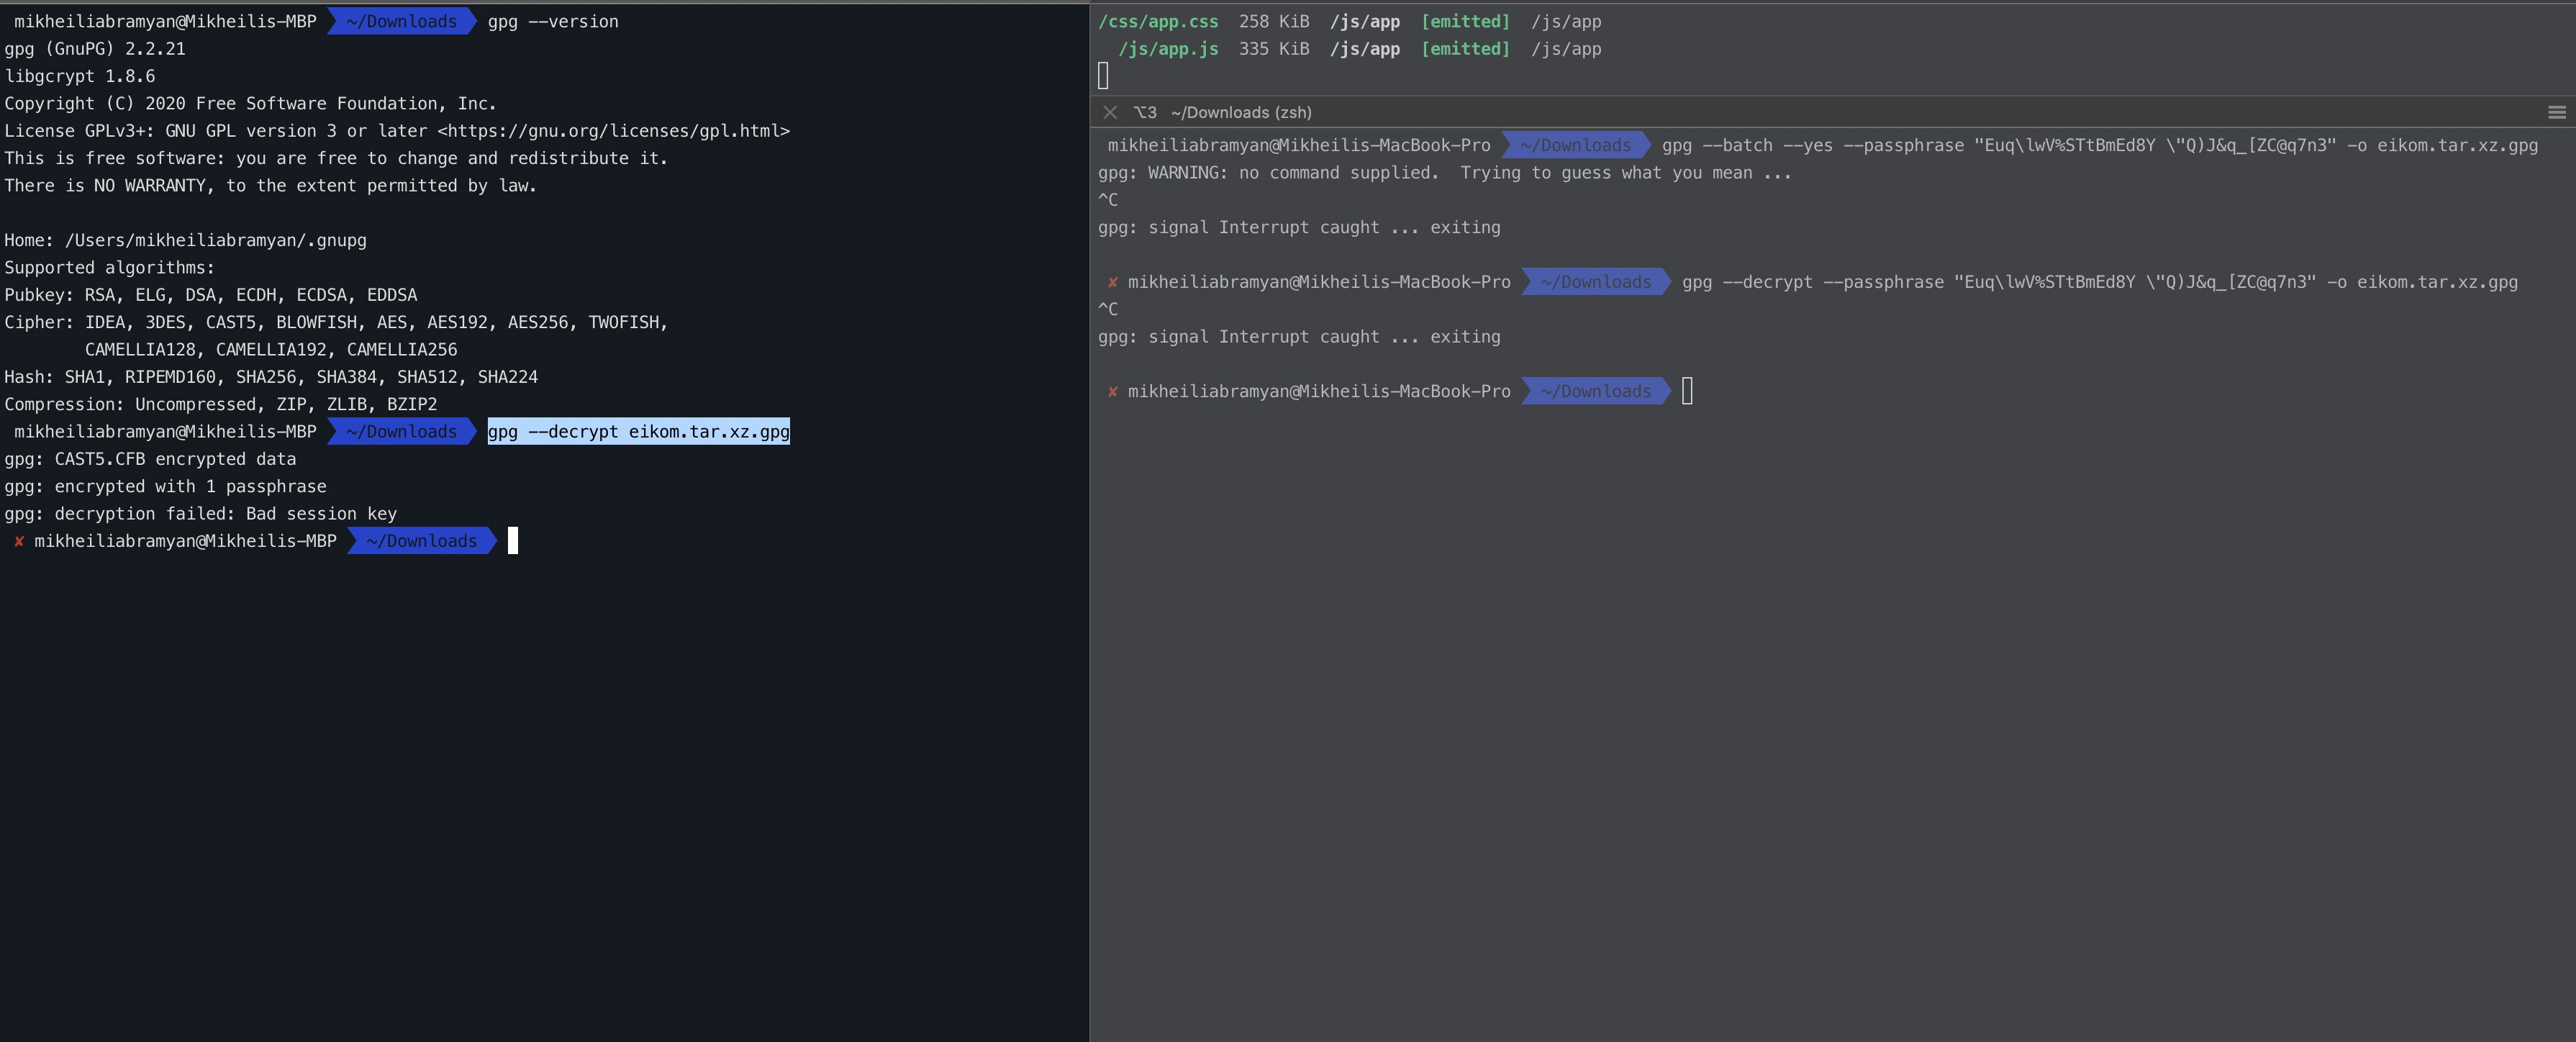 mikheiliabramyan@Mikheilis-MBP ~/Downloads gpg --version
gpg (GnuPG) 2.2.21
libgcrypt 1.8.6
Copyright (C) 2020 Free Software Foundation, Inc.
License GPLv3+: GNU GPL version 3 or later <https://gnu.org/licenses/gpl.html>
This is free software: you are free to change and redistribute it.
There is NO WARRANTY, to the extent permitted by law.
Home: /Users/mikheiliabramyan/.gnupg
Supported algorithms:
Pubkey: RSA, ELG, DSA, ECDH, ECDSA, EDDSA
Cipher: IDEA, 3DES, CAST5, BLOWFISH, AES, AES192, AES256, TWOFISH,
CAMELLIA128, CAMELLIA192, CAMELLIA256
Hash: SHA1, RIPEMD160, SHA256, SHA384, SHA512, SHA224
Compression: Uncompressed, ZIP, ZLIB, BZIP2
mikheiliabramyan@Mikheilis-MBP ~/Downloads gpg --decrypt eikom.tar.xz.gpg
gpg: CAST5.CFB encrypted data
gpg: encrypted with 1 passphrase
gpg: decryption failed: Bad session key
✘ mikheiliabramyan@Mikheilis-MBP ~/Downloads
/css/app.css 258 KiB /js/app [emitted] /js/app
/js/app.js 335 KiB /js/app [emitted] /js/app
⌥3 ~/Downloads (zsh)
mikheiliabramyan@Mikheilis-MacBook-Pro ~/Downloads gpg --batch --yes --passphrase "Euq\lwV%STtBmEd8Y \"Q)J&q_[ZC@q7n3" -o eikom.tar.xz.gpg
gpg: WARNING: no command supplied.  Trying to guess what you mean ...
^C
gpg: signal Interrupt caught ... exiting
✘ mikheiliabramyan@Mikheilis-MacBook-Pro ~/Downloads gpg --decrypt --passphrase "Euq\lwV%STtBmEd8Y \"Q)J&q_[ZC@q7n3" -o eikom.tar.xz.gpg
^C
gpg: signal Interrupt caught ... exiting
✘ mikheiliabramyan@Mikheilis-MacBook-Pro ~/Downloads